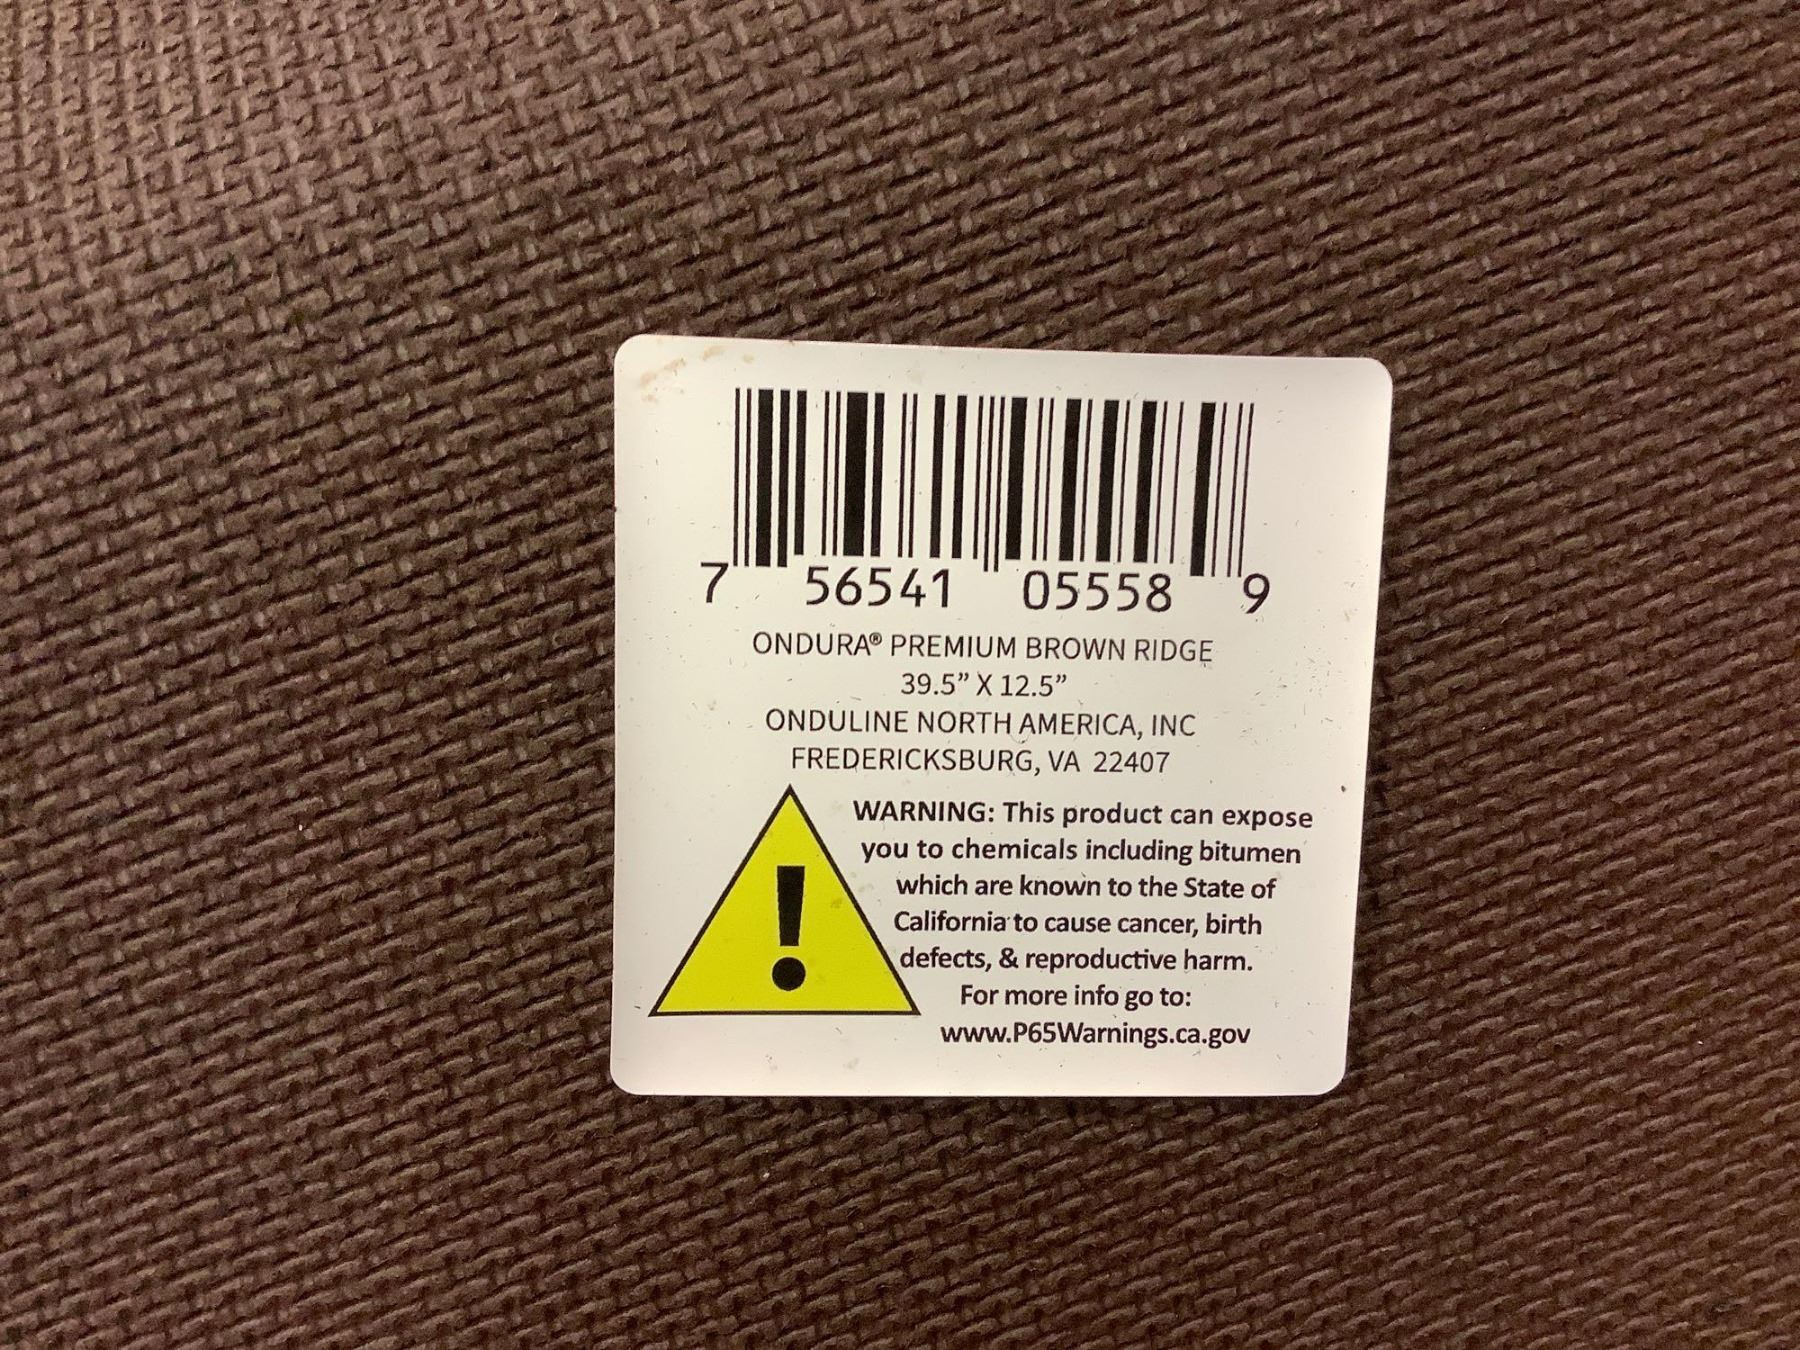 7 56541 05558 9
ONDURA® PREMIUM BROWN RIDGE
39.5” X 12.5”
ONDULINE NORTH AMERICA, INC
FREDERICKSBURG, VA 22407
WARNING: This product can expose
you to chemicals including bitumen
which are known to the State of
California to cause cancer, birth
defects, & reproductive harm.
For more info go to:
www.P65Warnings.ca.gov